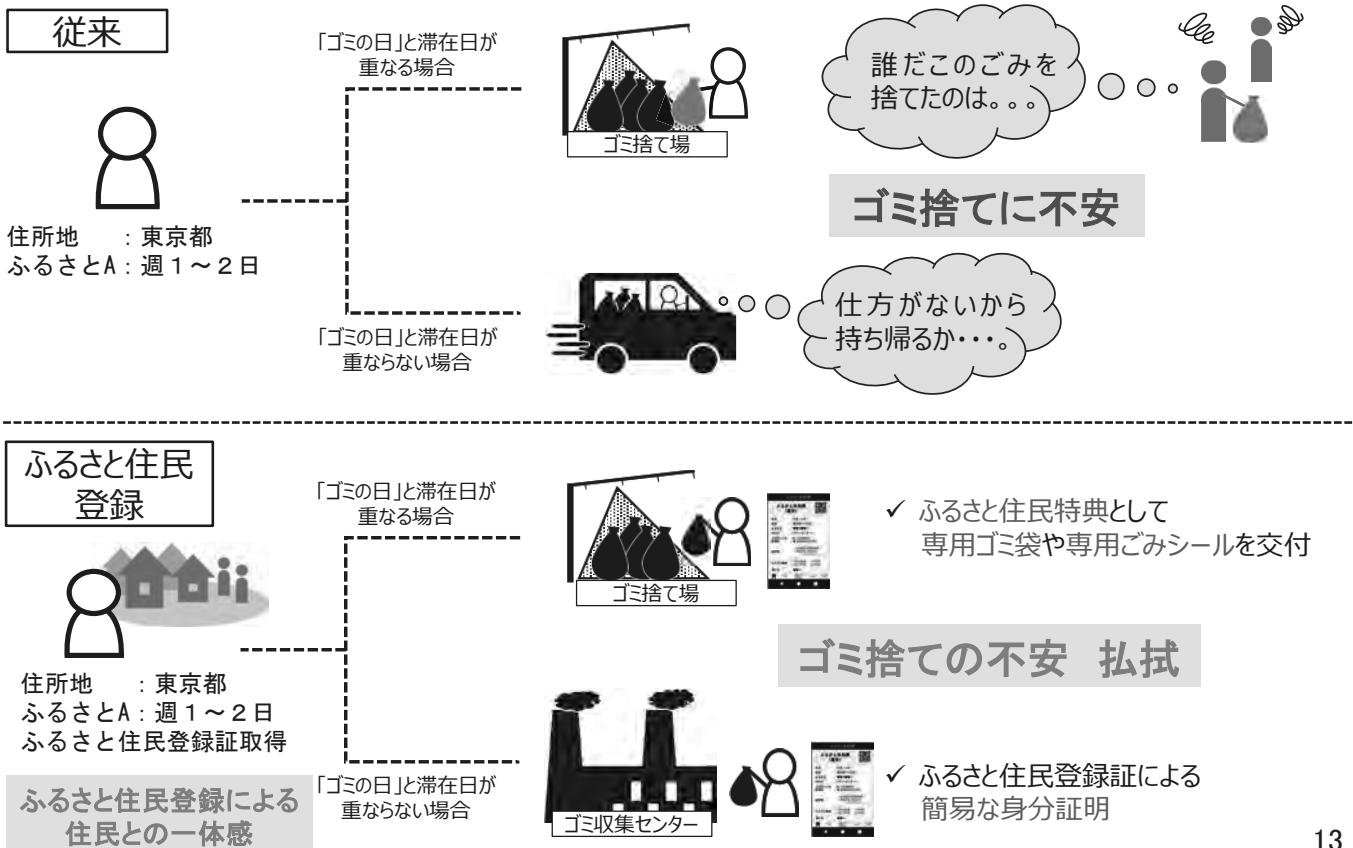 従来
「ゴミの日」と滞在日が
重なる場合
ゴミ捨て場
誰だこのごみを
捨てたのは。。。
ゴミ捨てに不安
住所地　：東京都
ふるさとA：週１～２日
「ゴミの日」と滞在日が
重ならない場合
仕方がないから
持ち帰るか・・・。
ふるさと住民
登録
「ゴミの日」と滞在日が
重なる場合
ゴミ捨て場
✓ ふるさと住民特典として
専用ゴミ袋や専用ごみシールを交付
ゴミ捨ての不安　払拭
住所地　：東京都
ふるさとA：週１～２日
ふるさと住民登録証取得
ふるさと住民登録による
住民との一体感
「ゴミの日」と滞在日が
重ならない場合
ゴミ収集センター
✓ ふるさと住民登録証による
簡易な身分証明
13